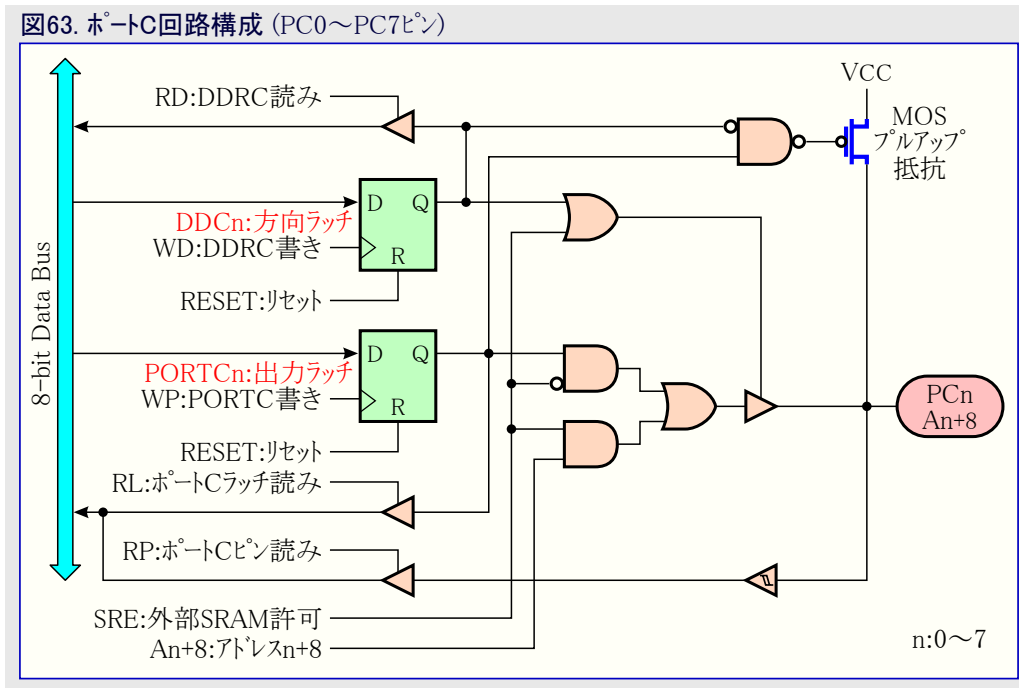 図63. ﾎﾟｰﾄC回路構成 (PC0～PC7ﾋﾟﾝ)
VCC
RD:DDRC読み
MOS
ﾌﾟﾙｱｯﾌﾟ
抵抗
D Q
DDCn:方向ﾗｯﾁ
WD:DDRC書き
R
RESET:ﾘｾｯﾄ
8-bit Data Bus
D Q
PORTCn:出力ﾗｯﾁ
WP:PORTC書き
R
PCn
An+8
RESET:ﾘｾｯﾄ
RL:ﾎﾟｰﾄCﾗｯﾁ読み
RP:ﾎﾟｰﾄCﾋﾟﾝ読み
SRE:外部SRAM許可
An+8:ｱﾄﾞﾚｽn+8
n:0～7